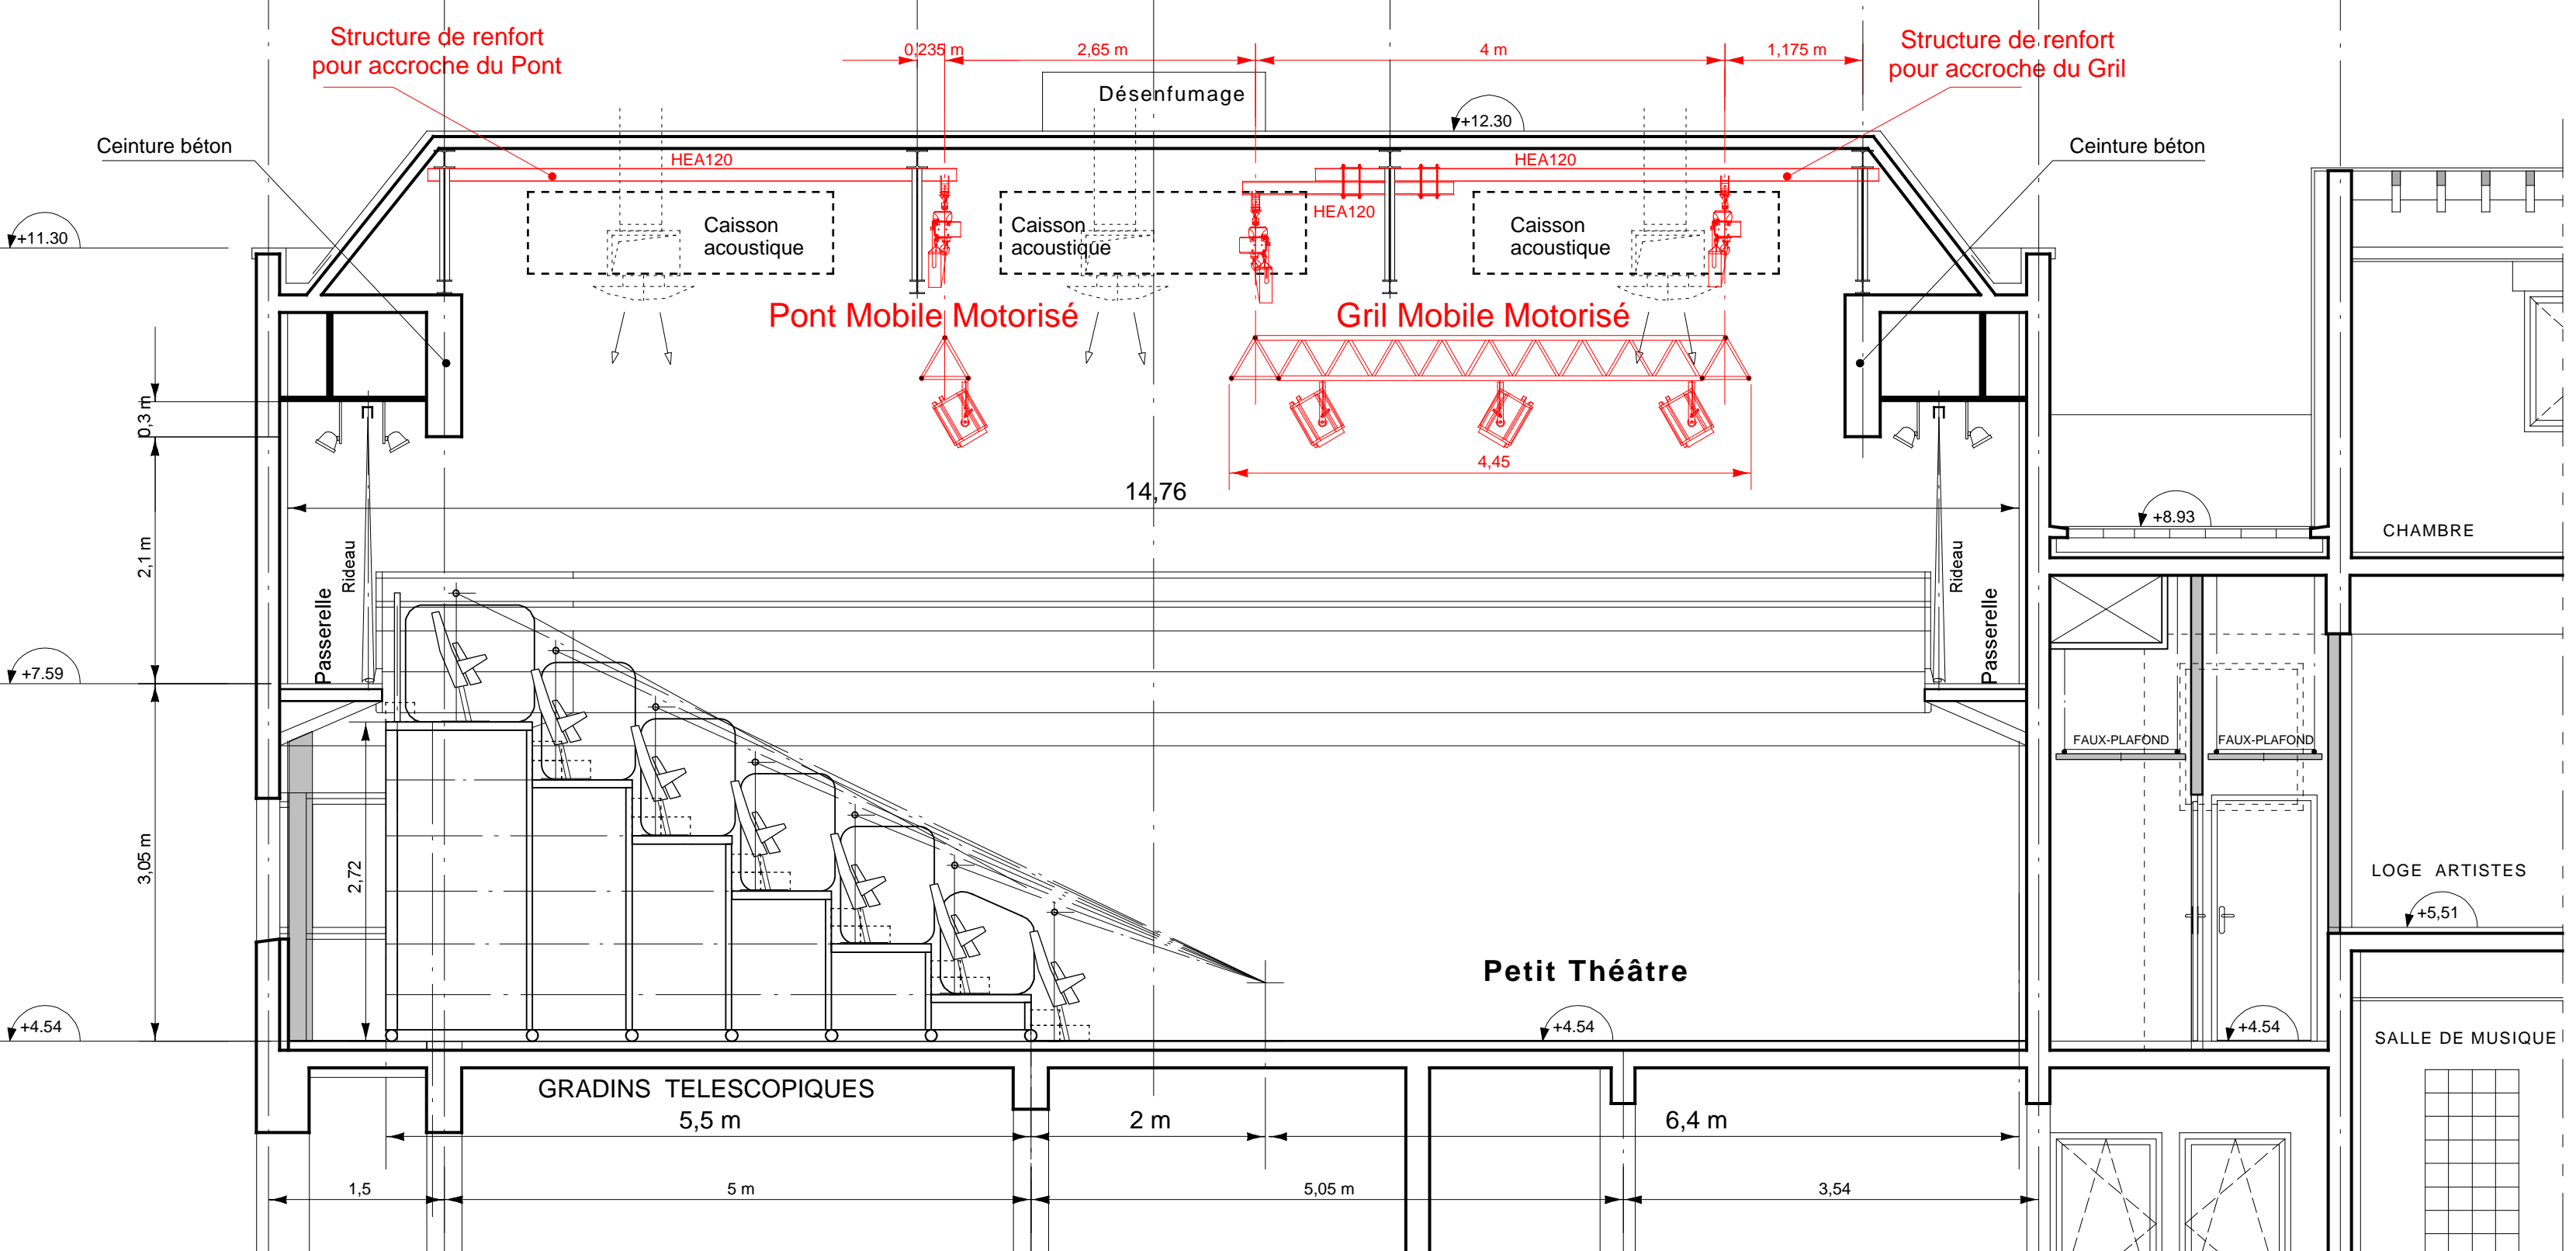 Structure de renfort
pour accroche du Pont
0,235 m
2,65 m
4 m
1,175 m
Structure de renfort
pour accroche du Gril
Désenfumage
+12.30
Ceinture béton
Ceinture béton
HEA120
HEA120
HEA120
+11.30
Caisson
acoustique
Caisson
acoustique
Caisson
acoustique
Pont Mobile Motorisé
Gril Mobile Motorisé
0,3 m
4,45
14,76
2,1 m
Rideau
Passerelle
Rideau
Passerelle
+8.93
CHAMBRE
+7.59
FAUX-PLAFOND
FAUX-PLAFOND
3,05 m
2,72
LOGE ARTISTES
+5,51
Petit Théâtre
+4.54
+4.54
+4.54
SALLE DE MUSIQUE
GRADINS TELESCOPIQUES
5,5 m
2 m
6,4 m
1,5
5 m
5,05 m
3,54